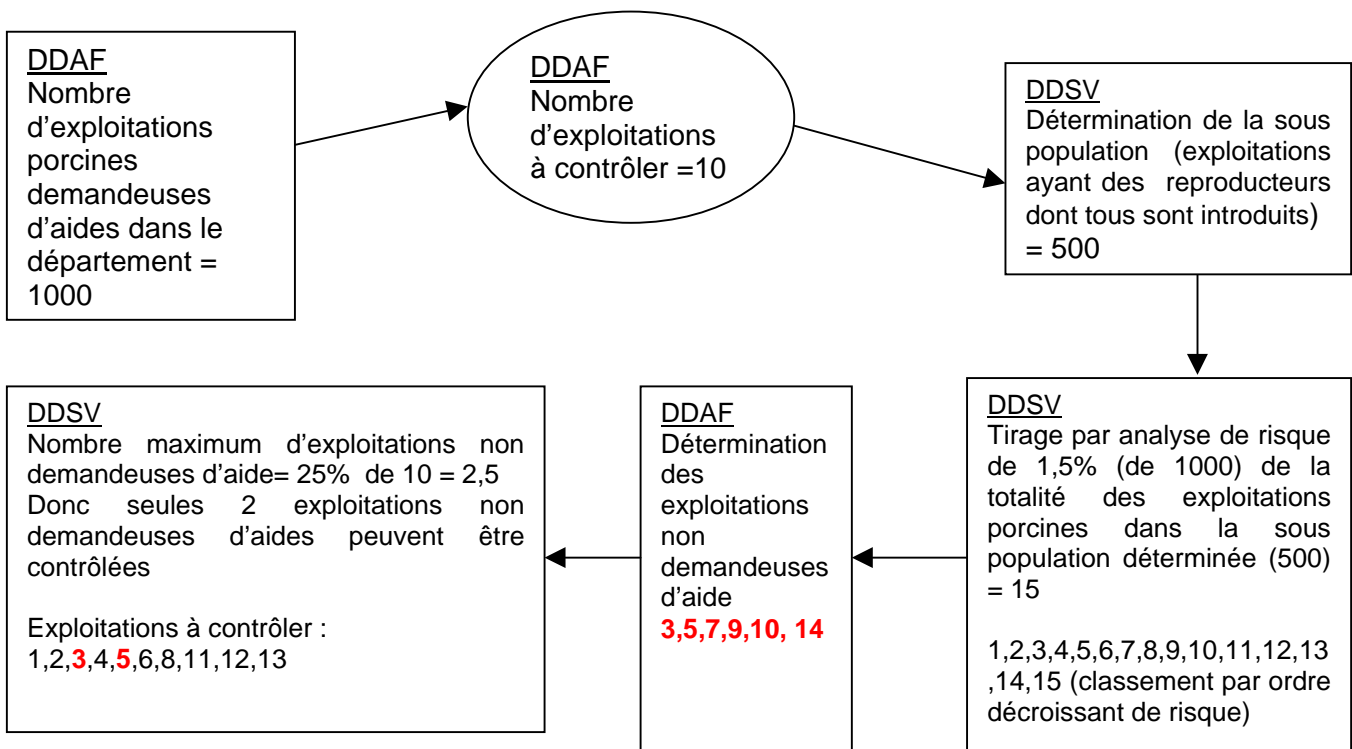 DDAF
Nombre
d'exploitations
porcines
demandeuses
d'aides dans le
département =
1000
DDAF
Nombre
d'exploitations
à contrôler =10
DDSV
Détermination de la sous
population (exploitations
ayant des reproducteurs
dont tous sont introduits)
= 500
DDSV
Tirage par analyse de risque
de 1,5% (de 1000) de la
totalité des exploitations
porcines dans la sous
population déterminée (500)
= 15
1,2,3,4,5,6,7,8,9,10,11,12,13
,14,15 (classement par ordre
décroissant de risque)
DDAF
Détermination
des
exploitations
non
demandeuses
d'aide
3,5,7,9,10, 14
DDSV
Nombre maximum d'exploitations non
demandeuses d'aide= 25% de 10 = 2,5
Donc seules 2 exploitations non
demandeuses d'aides peuvent être
contrôlées
Exploitations à contrôler :
1,2,3,4,5,6,8,11,12,13